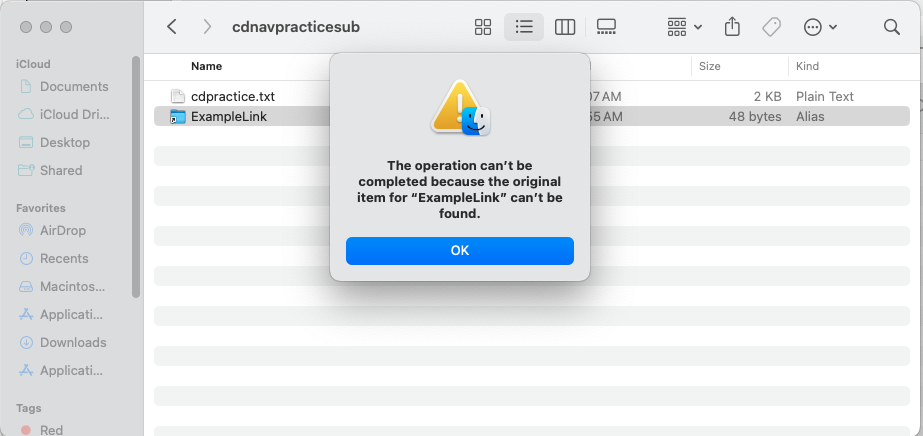 cdnavpracticesub
iCloud
Documents
iCloud Dri...
Desktop
Shared
Favorites
AirDrop
Recents
Macintos...
Applicati...
Downloads
Applicati...
Tags
Red
Name
Size
Kind
cdpractice.txt
07 AM
2 KB
Plain Text
ExampleLink
55 AM
48 bytes
Alias
The operation can’t be
completed because the original
item for “ExampleLink” can’t be
found.
OK